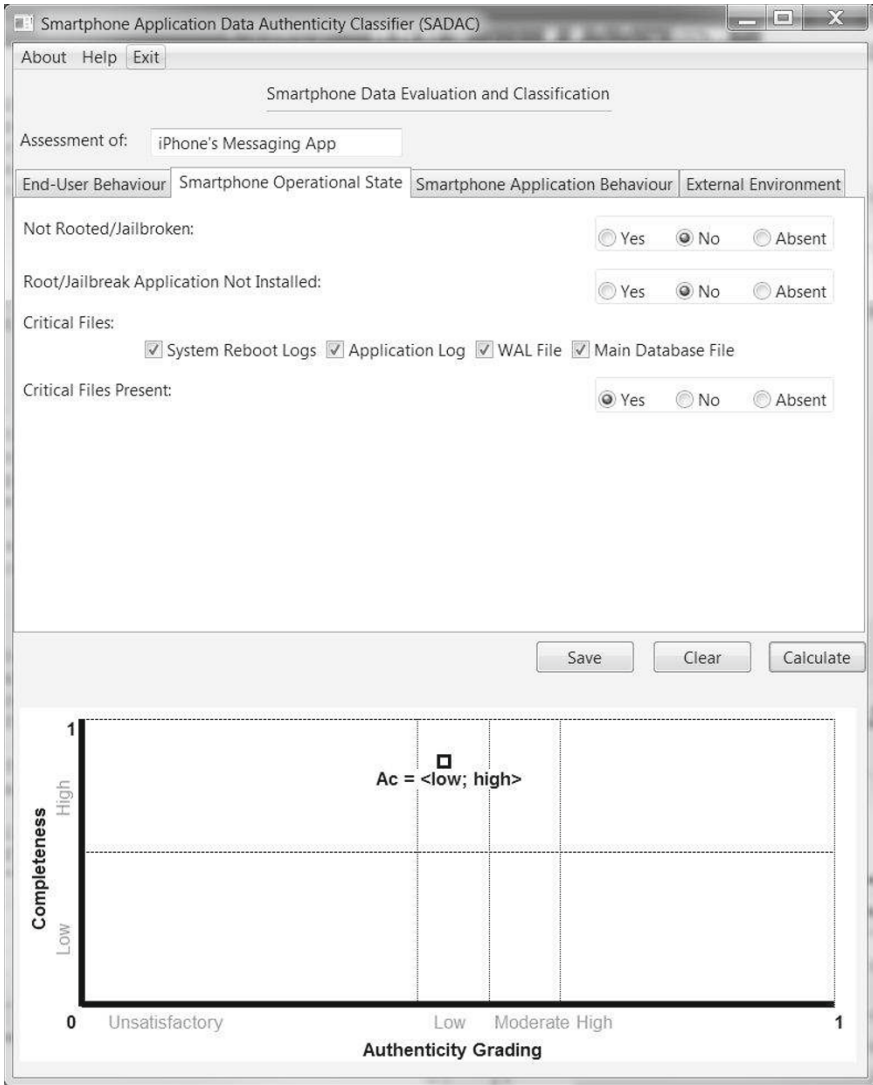 Smartphone Application Data Authenticity Classifier (SADAC)
About Help Exit
Smartphone Data Evaluation and Classification
Assessment of: iPhone's Messaging App
End-User Behaviour Smartphone Operational State Smartphone Application Behaviour External Environment
Not Rooted/Jailbroken: Yes No Absent
Root/Jailbreak Application Not Installed: Yes No Absent
Critical Files:
System Reboot Logs Application Log WAL File Main Database File
Critical Files Present: Yes No Absent
Save Clear Calculate
1
Ac = <low; high>
High
Completeness
Low
0 Unsatisfactory Low Moderate High 1
Authenticity Grading